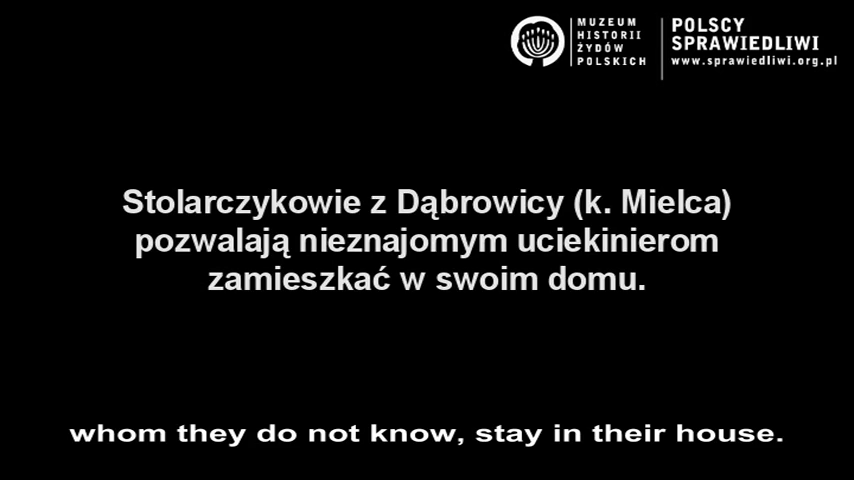 MUZEUM
HISTORII
ŻYDÓW
POLSKICH
POLSCY
SPRAWIEDLIWI
www.sprawiedliwi.org.pl
Stolarczykowie z Dąbrowicy (k. Mielca)
pozwalają nieznajomym uciekinierom
zamieszkać w swoim domu.
whom they do not know, stay in their house.